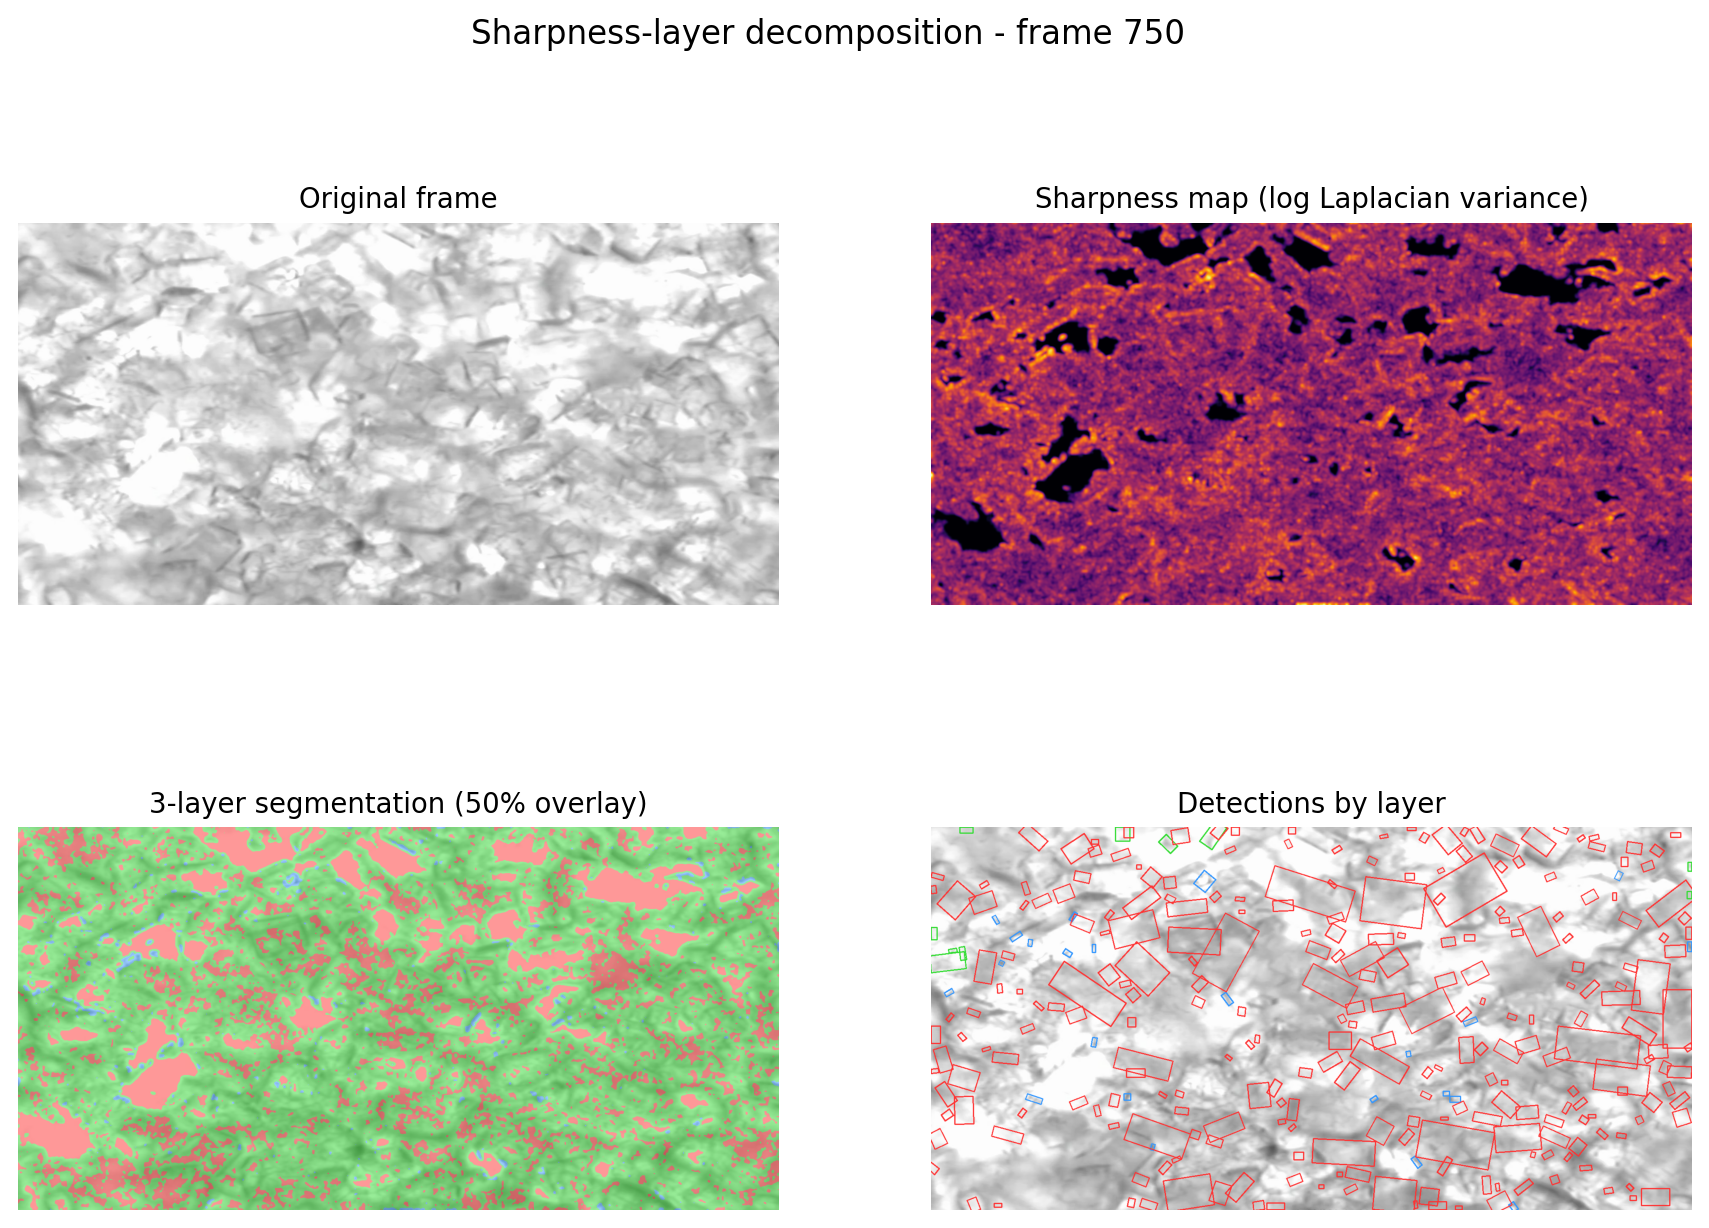 Sharpness-layer decomposition - frame 750
Original frame
Sharpness map (log Laplacian variance)
3-layer segmentation (50% overlay)
Detections by layer